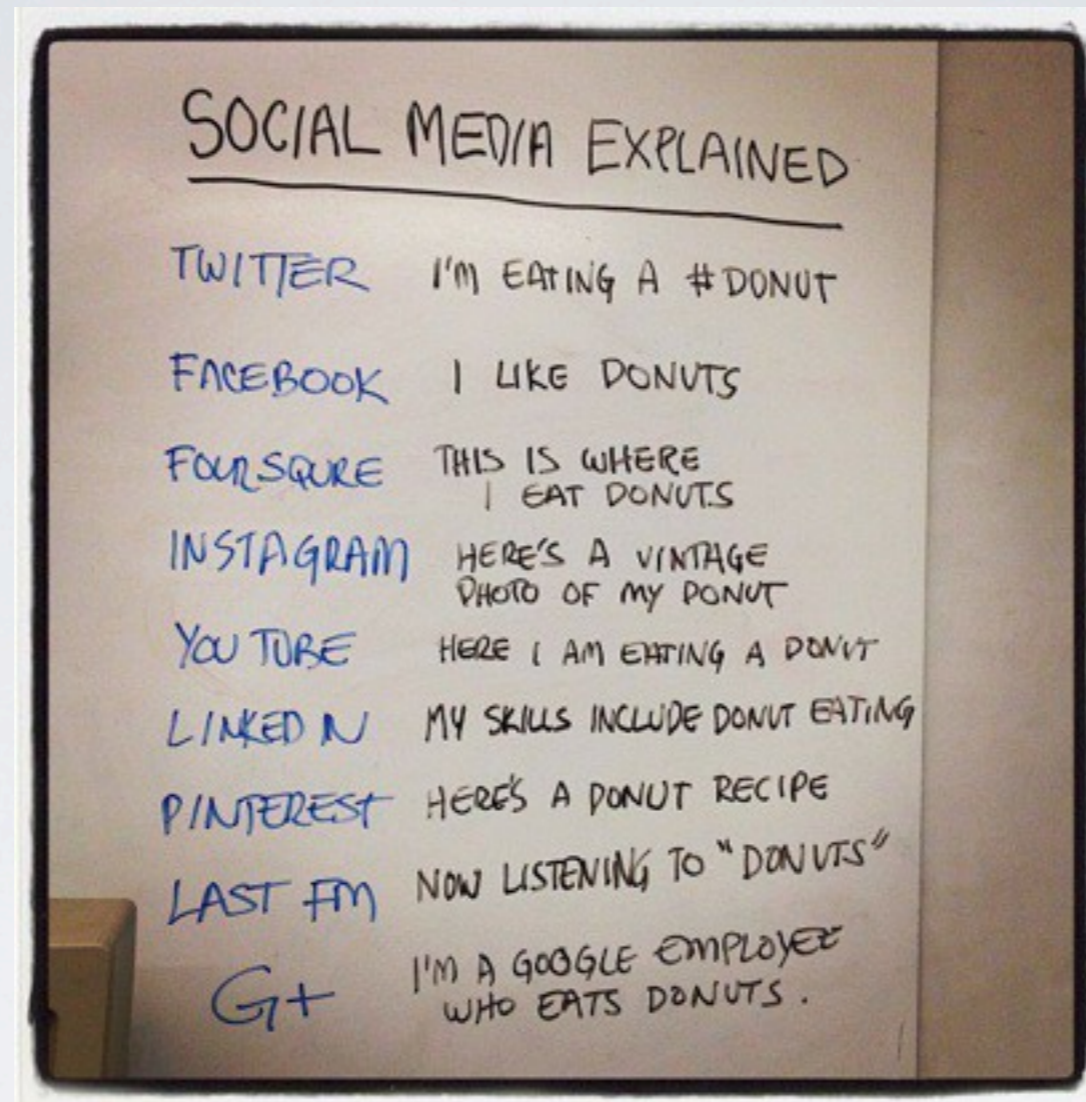 SOCIAL MEDIA EXPLAINED
TWITTER I'M EATING A #DONUT
FACEBOOK I LIKE DONUTS
FOURSQURE THIS IS WHERE
I EAT DONUTS
INSTAGRAM HERE'S A VINTAGE
PHOTO OF MY DONUT
YOU TUBE HERE I AM EATING A DONUT
LINKED IN MY SKILLS INCLUDE DONUT EATING
PINTEREST HERE'S A DONUT RECIPE
LAST FM NOW LISTENING TO "DONUTS"
G+ I'M A GOOGLE EMPLOYEE
WHO EATS DONUTS.